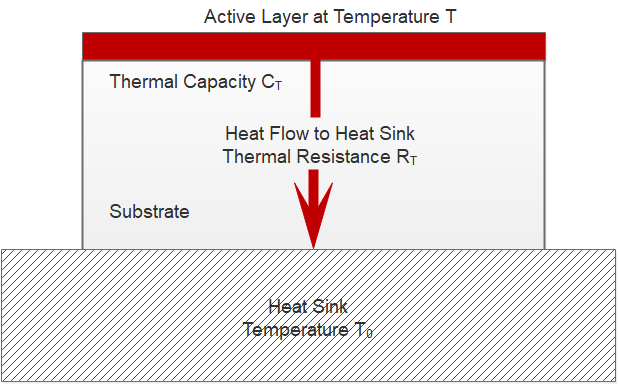 Active Layer at Temperature T
Thermal Capacity CT
Heat Flow to Heat Sink
Thermal Resistance RT
Substrate
Heat Sink
Temperature T0